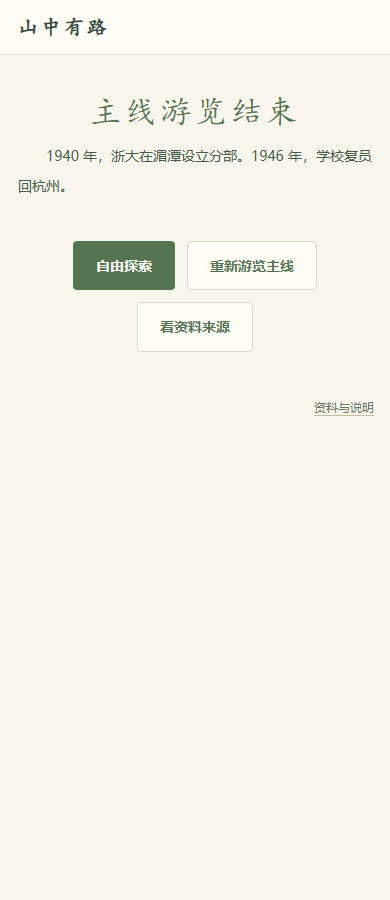 山中有路
主线游览结束
1940 年，浙大在湄潭设立分部。1946 年，学校复员
回杭州。
自由探索
重新游览主线
看资料来源
资料与说明